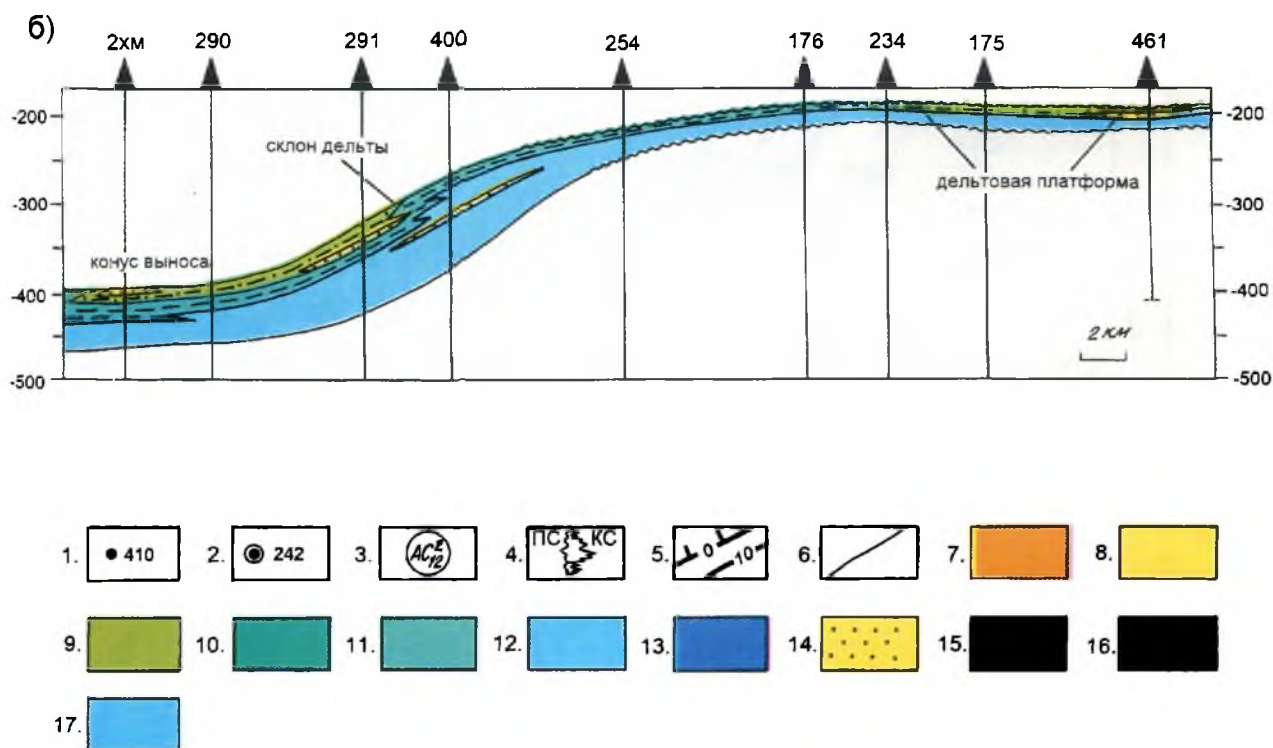 б)
2хм 290 291 400 254 176 234 175 461
-200 -200
склон дельты
дельтовая платформа
-300 -300
конус выноса
-400 -400
2 км
-500 -500
1. 410 2. 242 3. АС 2 12 4. ПС КС 5. 0 10 6. 7. 8.
9. 10. 11. 12. 13. 14. 15. 16.
17.